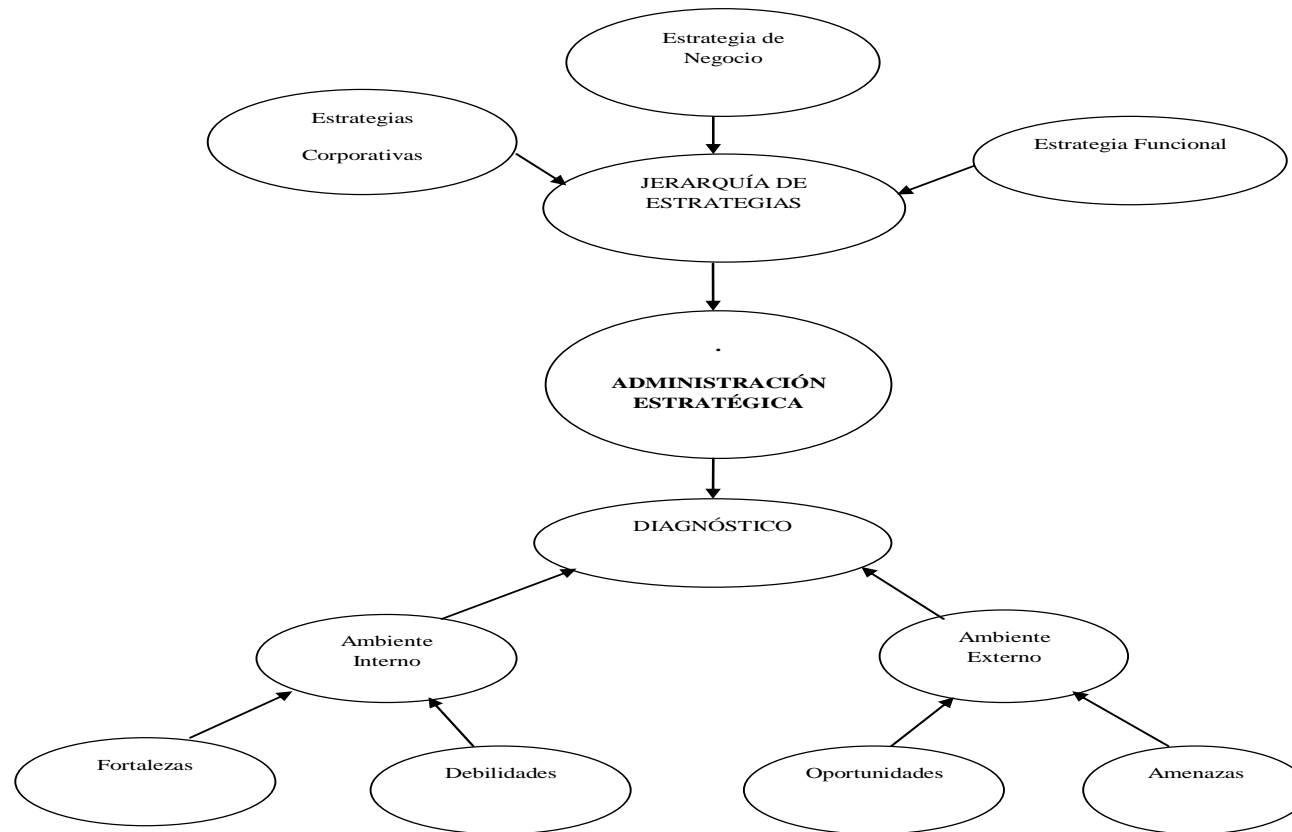 Estrategia de
Negocio
Estrategias
Corporativas
Estrategia Funcional
JERARQUÍA DE
ESTRATEGIAS
.
ADMINISTRACIÓN
ESTRATÉGICA
DIAGNÓSTICO
Ambiente
Interno
Ambiente
Externo
Fortalezas
Debilidades
Oportunidades
Amenazas